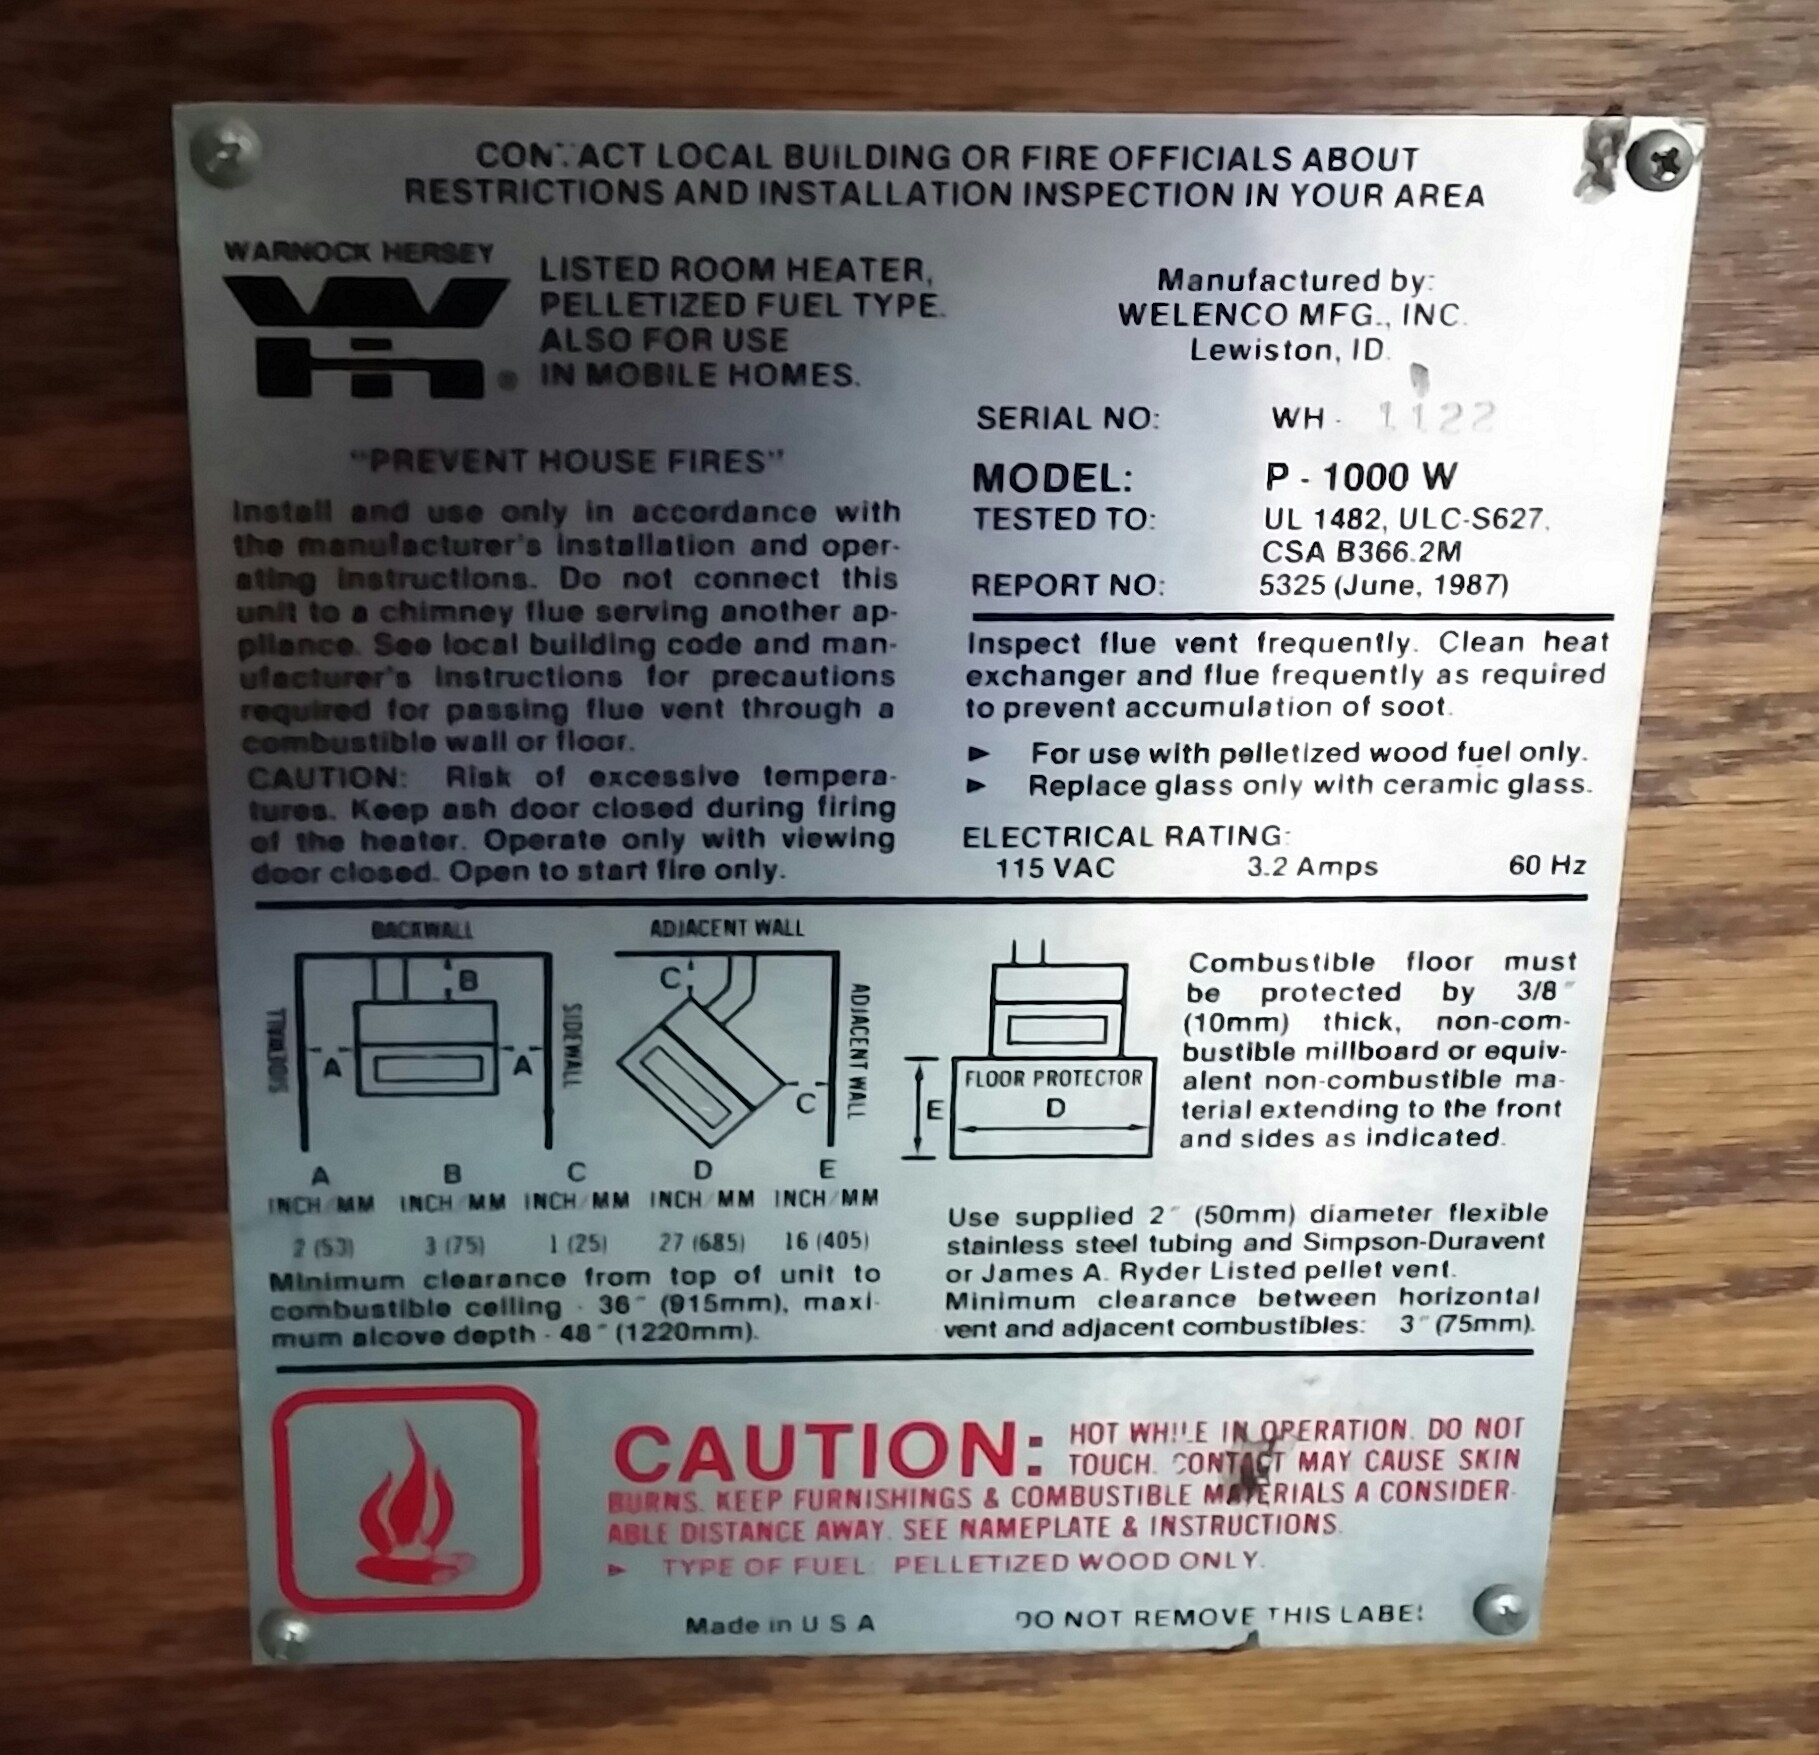 CONTACT LOCAL BUILDING OR FIRE OFFICIALS ABOUT
RESTRICTIONS AND INSTALLATION INSPECTION IN YOUR AREA
WARNOCK HERSEY
WH ®
LISTED ROOM HEATER,
PELLETIZED FUEL TYPE.
ALSO FOR USE
IN MOBILE HOMES.
"PREVENT HOUSE FIRES"
Install and use only in accordance with
the manufacturer's installation and oper-
ating instructions. Do not connect this
unit to a chimney flue serving another ap-
pliance. See local building code and man-
ufacturer's instructions for precautions
required for passing flue vent through a
combustible wall or floor.
CAUTION: Risk of excessive tempera-
tures. Keep ash door closed during firing
of the heater. Operate only with viewing
door closed. Open to start fire only.
Manufactured by:
WELENCO MFG., INC.
Lewiston, ID.
SERIAL NO: WH - 1122
MODEL: P - 1000 W
TESTED TO: UL 1482, ULC-S627,
CSA B366.2M
REPORT NO: 5325 (June, 1987)
Inspect flue vent frequently. Clean heat
exchanger and flue frequently as required
to prevent accumulation of soot.
► For use with pelletized wood fuel only.
► Replace glass only with ceramic glass.
ELECTRICAL RATING:
115 VAC 3.2 Amps 60 Hz
BACKWALL
SIDEWALL
A
B
A
SIDEWALL
ADJACENT WALL
C
C
ADJACENT WALL
FLOOR PROTECTOR
D
E
Combustible floor must
be protected by 3/8"
(10mm) thick, non-com-
bustible millboard or equiv-
alent non-combustible ma-
terial extending to the front
and sides as indicated.
A B C D E
INCH/MM INCH/MM INCH/MM INCH/MM INCH/MM
2 (53) 3 (75) 1 (25) 27 (685) 16 (405)
Minimum clearance from top of unit to
combustible ceiling - 36" (915mm), maxi-
mum alcove depth - 48" (1220mm).
Use supplied 2" (50mm) diameter flexible
stainless steel tubing and Simpson-Duravent
or James A. Ryder Listed pellet vent.
Minimum clearance between horizontal
vent and adjacent combustibles: 3" (75mm).
CAUTION: HOT WHILE IN OPERATION. DO NOT
TOUCH. CONTACT MAY CAUSE SKIN
BURNS. KEEP FURNISHINGS & COMBUSTIBLE MATERIALS A CONSIDER-
ABLE DISTANCE AWAY. SEE NAMEPLATE & INSTRUCTIONS.
► TYPE OF FUEL: PELLETIZED WOOD ONLY.
Made in U S A
DO NOT REMOVE THIS LABEL